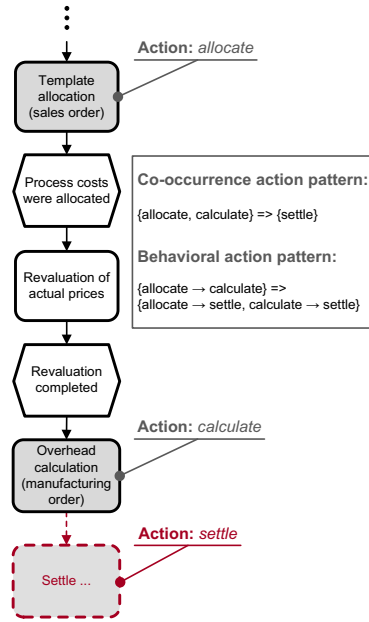 Action: allocate
Template
allocation
(sales order)
Process costs
were allocated
Co-occurrence action pattern:
{allocate, calculate} => {settle}
Behavioral action pattern:
{allocate → calculate} =>
{allocate → settle, calculate → settle}
Revaluation of
actual prices
Revaluation
completed
Action: calculate
Overhead
calculation
(manufacturing
order)
Action: settle
Settle ...